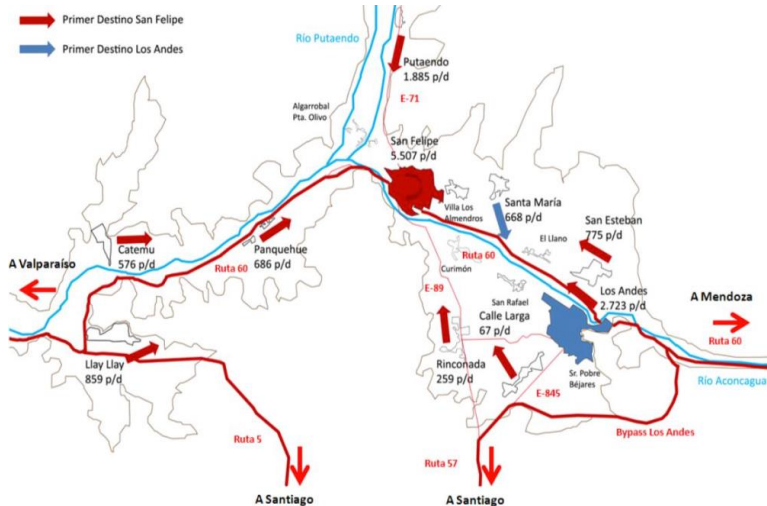 Primer Destino San Felipe
Primer Destino Los Andes
Río Putaendo
Putaendo
1.885 p/d
E-71
Algarrobal
Pta. Olivo
San Felipe
5.507 p/d
Villa Los
Almendros
Santa María
668 p/d
San Esteban
775 p/d
El Llano
Catemu
576 p/d
Panquehue
686 p/d
Ruta 60
Ruta 60
Curimón
A Valparaíso
E-89
San Rafael
Calle Larga
67 p/d
Los Andes
2.723 p/d
A Mendoza
Ruta 60
Llay Llay
859 p/d
Rinconada
259 p/d
Sr. Pobre
Béjares
Río Aconcagua
E-845
Bypass Los Andes
Ruta 5
Ruta 57
A Santiago
A Santiago